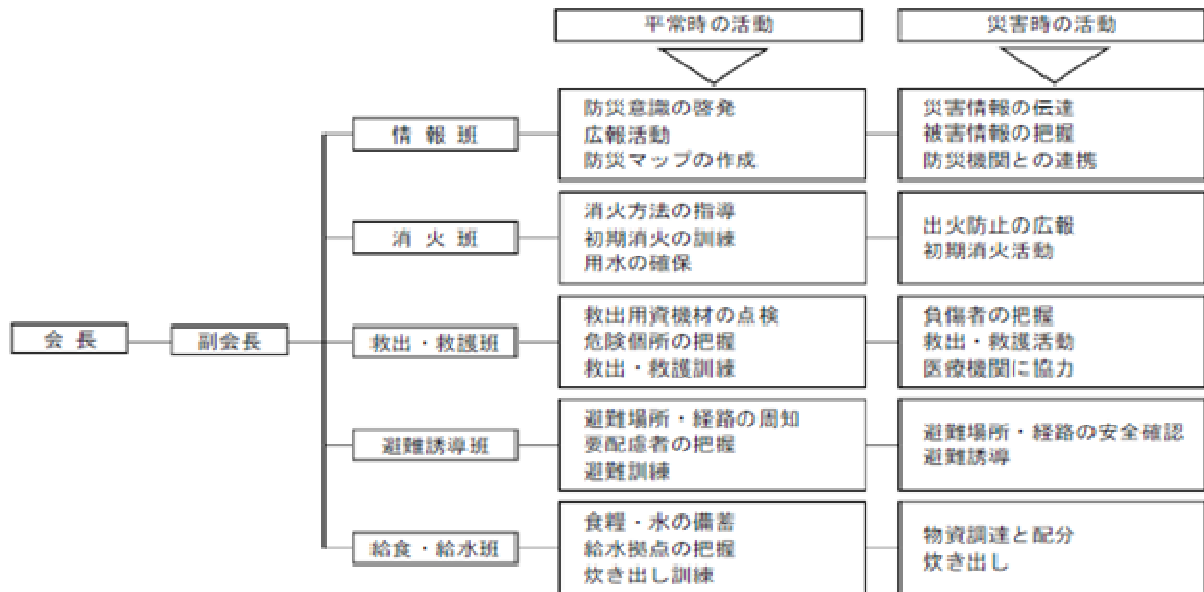 平常時の活動
災害時の活動
情報班
防災意識の啓発
広報活動
防災マップの作成
災害情報の伝達
被害情報の把握
防災機関との連携
消火班
消火方法の指導
初期消火の訓練
用水の確保
出火防止の広報
初期消火活動
会長
副会長
救出・救護班
救出用資機材の点検
危険個所の把握
救出・救護訓練
負傷者の把握
救出・救護活動
医療機関に協力
避難誘導班
避難場所・経路の周知
要配慮者の把握
避難訓練
避難場所・経路の安全確認
避難誘導
給食・給水班
食糧・水の備蓄
給水拠点の把握
炊き出し訓練
物資調達と配分
炊き出し